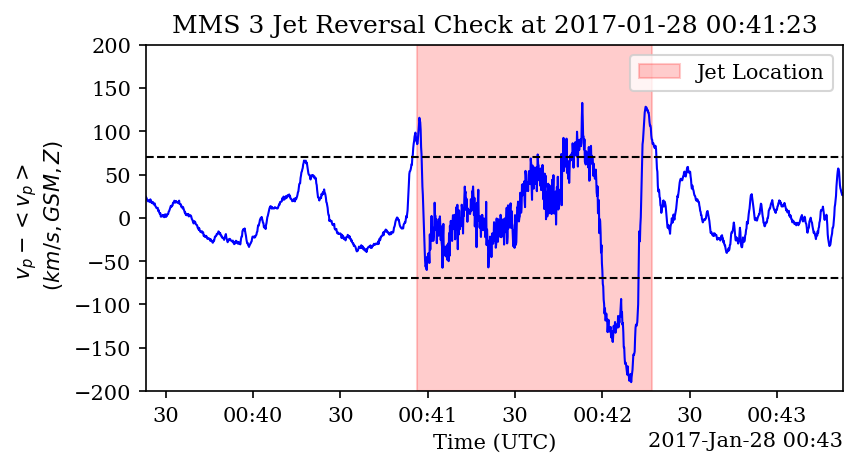 MMS 3 Jet Reversal Check at 2017-01-28 00:41:23
v_p − < v_p >
(km/s, GSM, Z)
200
150
100
50
0
−50
−100
−150
−200
Jet Location
30 00:40 30 00:41 30 00:42 30 00:43
Time (UTC)
2017-Jan-28 00:43